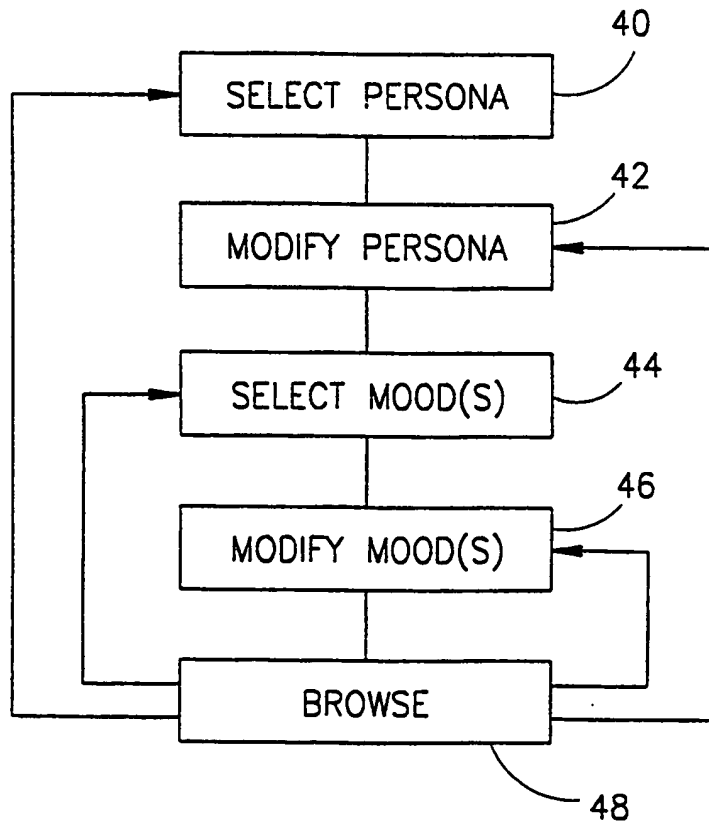 40
SELECT PERSONA
42
MODIFY PERSONA
44
SELECT MOOD(S)
46
MODIFY MOOD(S)
BROWSE
48